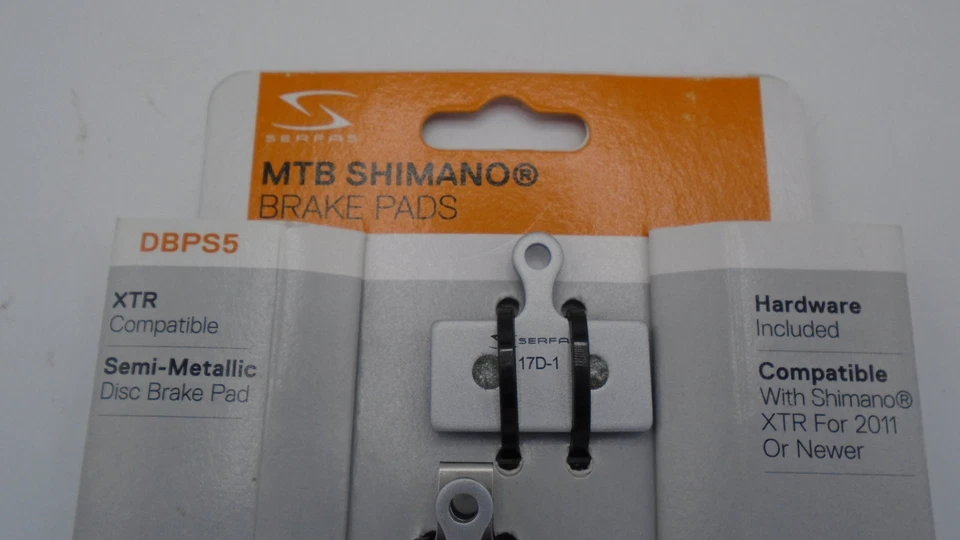 SERFAS
MTB SHIMANO®
BRAKE PADS
DBPS5
XTR
Compatible
Semi-Metallic
Disc Brake Pad
SERFA
17D-1
Hardware
Included
Compatible
With Shimano®
XTR For 2011
Or Newer